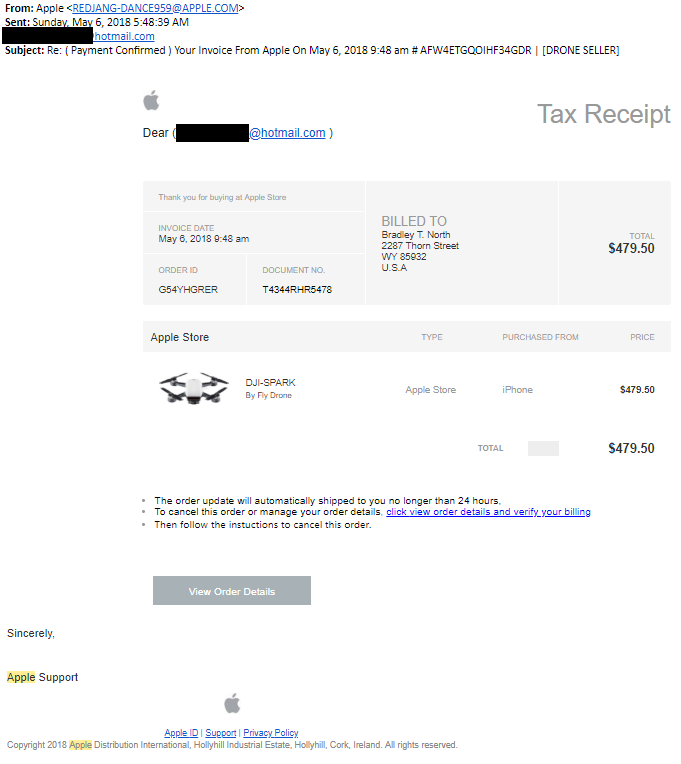 From: Apple <REDJANG-DANCE959@APPLE.COM>
Sent: Sunday, May 6, 2018 5:48:39 AM
@hotmail.com
Subject: Re: ( Payment Confirmed ) Your Invoice From Apple On May 6, 2018 9:48 am # AFW4ETGQOIHF34GDR | [DRONE SELLER]
Tax Receipt
Dear ( @hotmail.com )
Thank you for buying at Apple Store
INVOICE DATE
May 6, 2018 9:48 am
ORDER ID DOCUMENT NO.
G54YHGRER T4344RHR5478
BILLED TO
Bradley T. North
2287 Thorn Street
WY 85932
U.S.A
TOTAL
$479.50
Apple Store TYPE PURCHASED FROM PRICE
DJI-SPARK
By Fly Drone
Apple Store iPhone $479.50
TOTAL $479.50
• The order update will automatically shipped to you no longer than 24 hours,
• To cancel this order or manage your order details, click view order details and verify your billing
• Then follow the instuctions to cancel this order.
View Order Details
Sincerely,
Apple Support
Apple ID | Support | Privacy Policy
Copyright 2018 Apple Distribution International, Hollyhill Industrial Estate, Hollyhill, Cork, Ireland. All rights reserved.